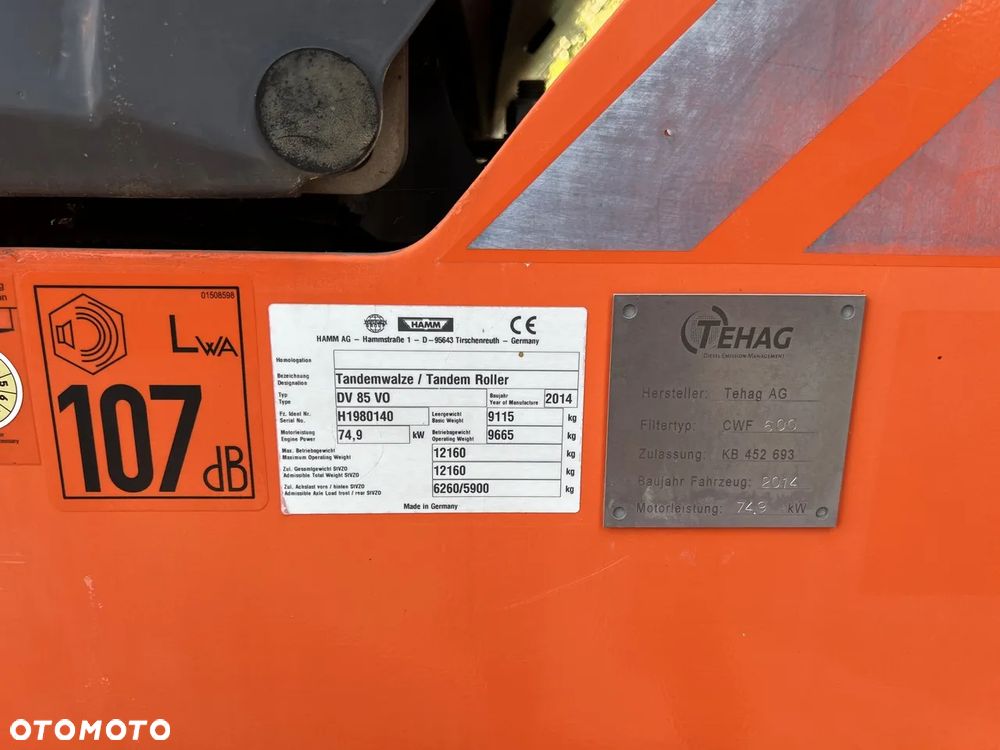 01508598
LWA
107
dB
WIRTGEN GROUP
HAMM
CE
HAMM AG – Hammstraße 1 – D – 95643 Tirschenreuth – Germany
Homologation
Bezeichnung
Designation
Tandemwalze / Tandem Roller
Typ
Type
DV 85 VO
Baujahr
Year of Manufacture
2014
Fz. Ident Nr.
Serial No.
H1980140
Leergewicht
Basic Weight
9115
kg
Motorleistung
Engine Power
74,9
kW
Betriebsgewicht
Operating Weight
9665
kg
Max. Betriebsgewicht
Maximum Operating Weight
12160
kg
Zul. Gesamtgewicht StVZO
Admissible Total Weight StVZO
12160
kg
Zul. Achslast vorn / hinten StVZO
Admissible Axle Load front / rear StVZO
6260/5900
kg
Made in Germany
TEHAG
DIESEL EMISSION MANAGEMENT
Hersteller: Tehag AG
Filtertyp: CWF 600
Zulassung: KB 452 693
Baujahr Fahrzeug: 2014
Motorleistung: 74,9 kW
5 6
OTOMOTO